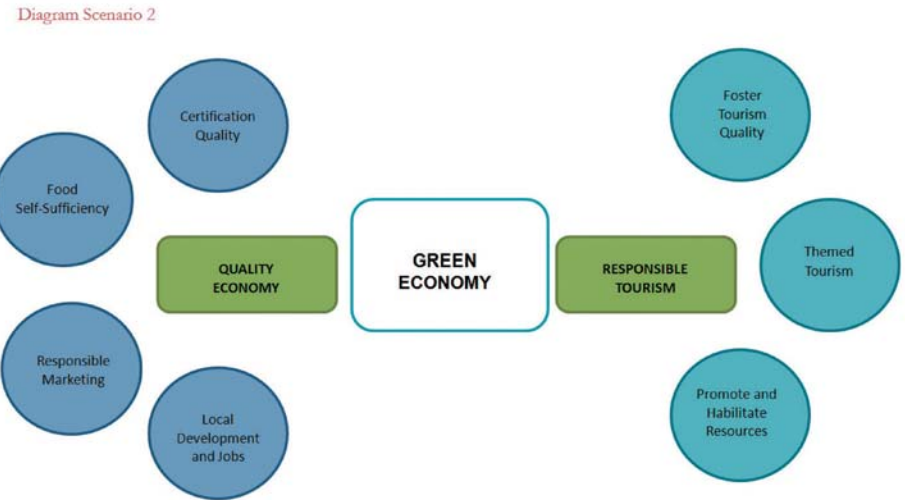 Diagram Scenario 2
Certification
Quality
Food
Self-Sufficiency
Responsible
Marketing
Local
Development
and Jobs
QUALITY
ECONOMY
GREEN
ECONOMY
RESPONSIBLE
TOURISM
Foster
Tourism
Quality
Themed
Tourism
Promote and
Habilitate
Resources